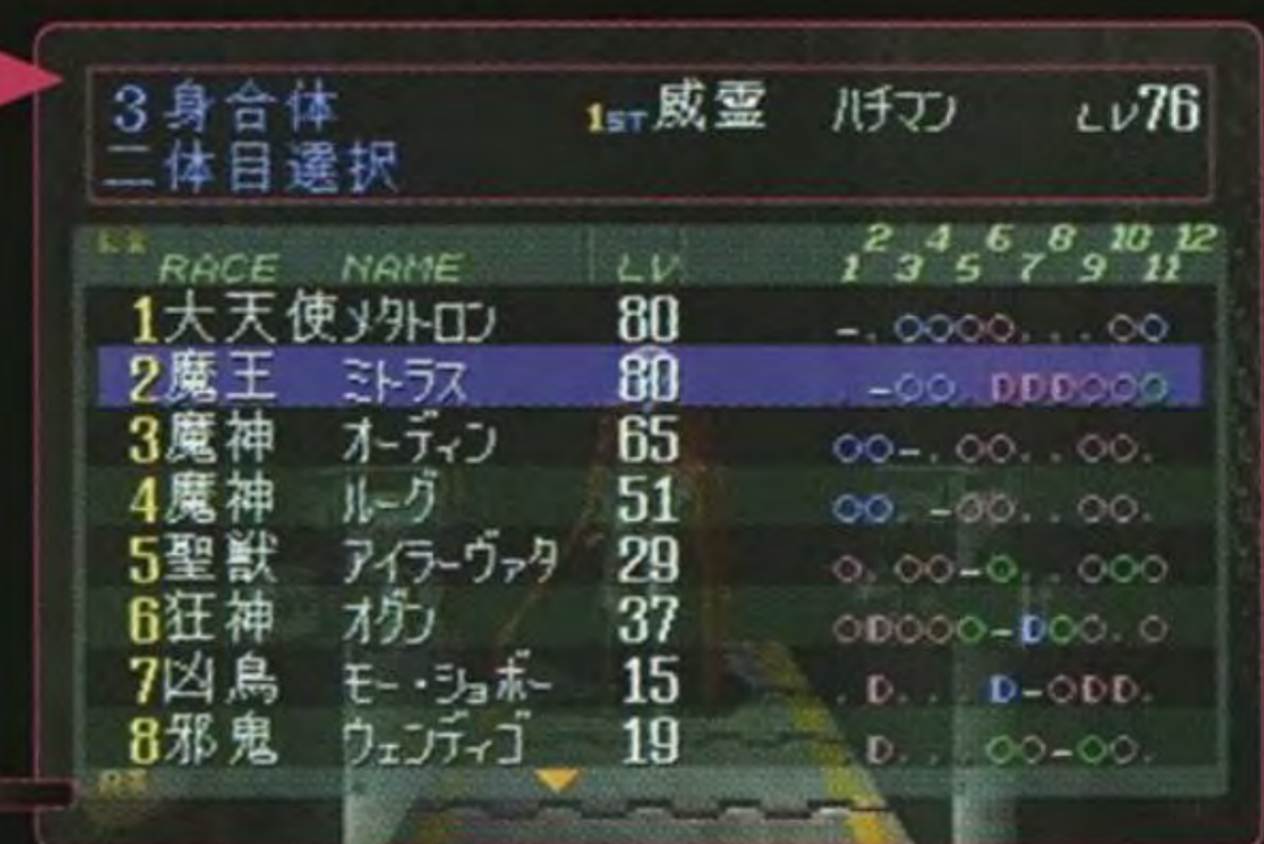 3身合体 1ST 威霊 ハチマン LV76
二体目選択
2 4 6 8 10 12
RACE NAME LV 1 3 5 7 9 11
1 大天使 メタトロン 80 -.○○○○...○○
2 魔王 ミトラス 80 .-○○.DDD○○○
3 魔神 オーディン 65 ○○-.○○..○○.
4 魔神 ルーグ 51 ○○.-○○..○○.
5 聖獣 アイラーヴァタ 29 ○.○○-○..○○○
6 狂神 オグン 37 ○D○○○-D○○.○
7 凶鳥 モー・ショボー 15 .D...D-○DD.
8 邪鬼 ウェンディゴ 19 .D...○○-○○.